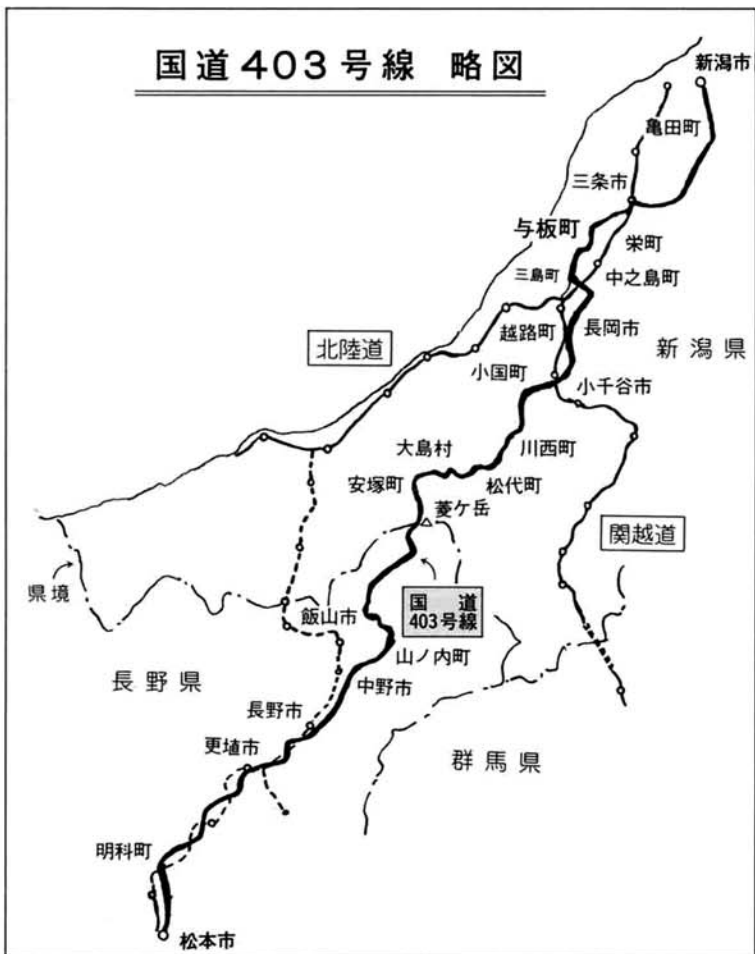 国道403号線 略図
新潟市
亀田町
三条市
与板町
栄町
三島町
中之島町
越路町
長岡市
北陸道
新潟県
小国町
小千谷市
大島村
川西町
安塚町
松代町
菱ケ岳
関越道
県境
飯山市
国道
403号線
山ノ内町
長野県
中野市
長野市
更埴市
群馬県
明科町
松本市